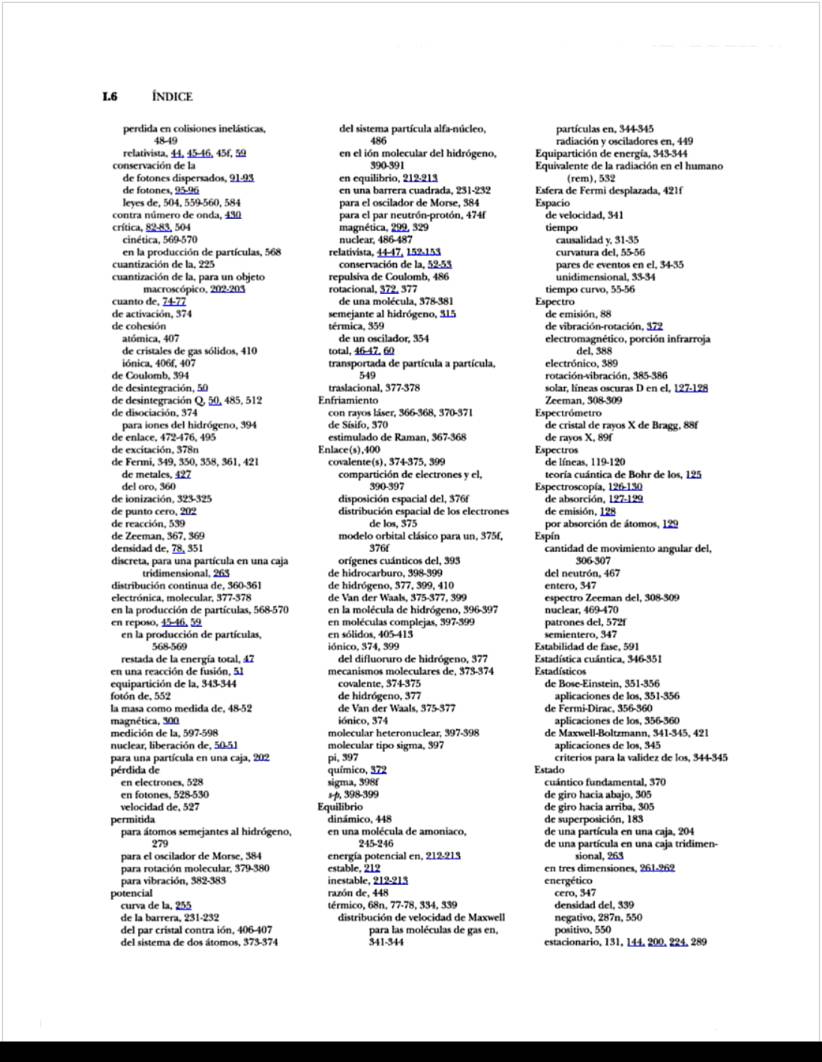 I.6 ÍNDICE
perdida en colisiones inelásticas,
48-49
relativista, 44, 45-46, 45f, 59
conservación de la
de fotones dispersados, 91-93
de fotones, 95-96
leyes de, 504, 559-560, 584
contra número de onda, 430
crítica, 82-83, 504
cinética, 569-570
en la producción de partículas, 568
cuantización de la, 225
cuantización de la, para un objeto
macroscópico, 202-203
cuanto de, 74-77
de activación, 374
de cohesión
atómica, 407
de cristales de gas sólidos, 410
iónica, 406f, 407
de Coulomb, 394
de desintegración, 50
de desintegración Q, 50, 485, 512
de disociación, 374
para iones del hidrógeno, 394
de enlace, 472-476, 495
de excitación, 378n
de Fermi, 349, 350, 358, 361, 421
de metales, 427
del oro, 360
de ionización, 323-325
de punto cero, 202
de reacción, 539
de Zeeman, 367, 369
densidad de, 78, 351
discreta, para una partícula en una caja
tridimensional, 263
distribución continua de, 360-361
electrónica, molecular, 377-378
en la producción de partículas, 568-570
en reposo, 45-46, 59
en la producción de partículas,
568-569
restada de la energía total, 47
en una reacción de fusión, 51
equipartición de la, 343-344
fotón de, 552
la masa como medida de, 48-52
magnética, 300
medición de la, 597-598
nuclear, liberación de, 50-51
para una partícula en una caja, 202
pérdida de
en electrones, 528
en fotones, 528-530
velocidad de, 527
permitida
para átomos semejantes al hidrógeno,
279
para el oscilador de Morse, 384
para rotación molecular, 379-380
para vibración, 382-383
potencial
curva de la, 255
de la barrera, 231-232
del par cristal contra ión, 406-407
del sistema de dos átomos, 373-374
del sistema partícula alfa-núcleo,
486
en el ión molecular del hidrógeno,
390-391
en equilibrio, 212-213
en una barrera cuadrada, 231-232
para el oscilador de Morse, 384
para el par neutrón-protón, 474f
magnética, 299, 329
nuclear, 486-487
relativista, 44-47, 152-153
conservación de la, 52-53
repulsiva de Coulomb, 486
rotacional, 372, 377
de una molécula, 378-381
semejante al hidrógeno, 315
térmica, 359
de un oscilador, 354
total, 46-47, 60
transportada de partícula a partícula,
549
traslacional, 377-378
Enfriamiento
con rayos láser, 366-368, 370-371
de Sísifo, 370
estimulado de Raman, 367-368
Enlace(s),400
covalente(s), 374-375, 399
compartición de electrones y el,
390-397
disposición espacial del, 376f
distribución espacial de los electrones
de los, 375
modelo orbital clásico para un, 375f,
376f
orígenes cuánticos del, 393
de hidrocarburo, 398-399
de hidrógeno, 377, 399, 410
de Van der Waals, 375-377, 399
en la molécula de hidrógeno, 396-397
en moléculas complejas, 397-399
en sólidos, 405-413
iónico, 374, 399
del difluoruro de hidrógeno, 377
mecanismos moleculares de, 373-374
covalente, 374-375
de hidrógeno, 377
de Van der Waals, 375-377
iónico, 374
molecular heteronuclear, 397-398
molecular tipo sigma, 397
pi, 397
químico, 372
sigma, 398f
s-p, 398-399
Equilibrio
dinámico, 448
en una molécula de amoniaco,
245-246
energía potencial en, 212-213
estable, 212
inestable, 212-213
razón de, 448
térmico, 68n, 77-78, 334, 339
distribución de velocidad de Maxwell
para las moléculas de gas en,
341-344
partículas en, 344-345
radiación y osciladores en, 449
Equipartición de energía, 343-344
Equivalente de la radiación en el humano
(rem), 532
Esfera de Fermi desplazada, 421f
Espacio
de velocidad, 341
tiempo
causalidad y, 31-35
curvatura del, 55-56
pares de eventos en el, 34-35
unidimensional, 33-34
tiempo curvo, 55-56
Espectro
de emisión, 88
de vibración-rotación, 372
electromagnético, porción infrarroja
del, 388
electrónico, 389
rotación-vibración, 385-386
solar, líneas oscuras D en el, 127-128
Zeeman, 308-309
Espectrómetro
de cristal de rayos X de Bragg, 88f
de rayos X, 89f
Espectros
de líneas, 119-120
teoría cuántica de Bohr de los, 125
Espectroscopía, 126-130
de absorción, 127-129
de emisión, 128
por absorción de átomos, 129
Espín
cantidad de movimiento angular del,
306-307
del neutrón, 467
entero, 347
espectro Zeeman del, 308-309
nuclear, 469-470
patrones del, 572f
semientero, 347
Estabilidad de fase, 591
Estadística cuántica, 346-351
Estadísticos
de Bose-Einstein, 351-356
aplicaciones de los, 351-356
de Fermi-Dirac, 356-360
aplicaciones de los, 356-360
de Maxwell-Boltzmann, 341-345, 421
aplicaciones de los, 345
criterios para la validez de los, 344-345
Estado
cuántico fundamental, 370
de giro hacia abajo, 305
de giro hacia arriba, 305
de superposición, 183
de una partícula en una caja, 204
de una partícula en una caja tridimen-
sional, 263
en tres dimensiones, 261-262
energético
cero, 347
densidad del, 339
negativo, 287n, 550
positivo, 550
estacionario, 131, 144, 200, 224, 289